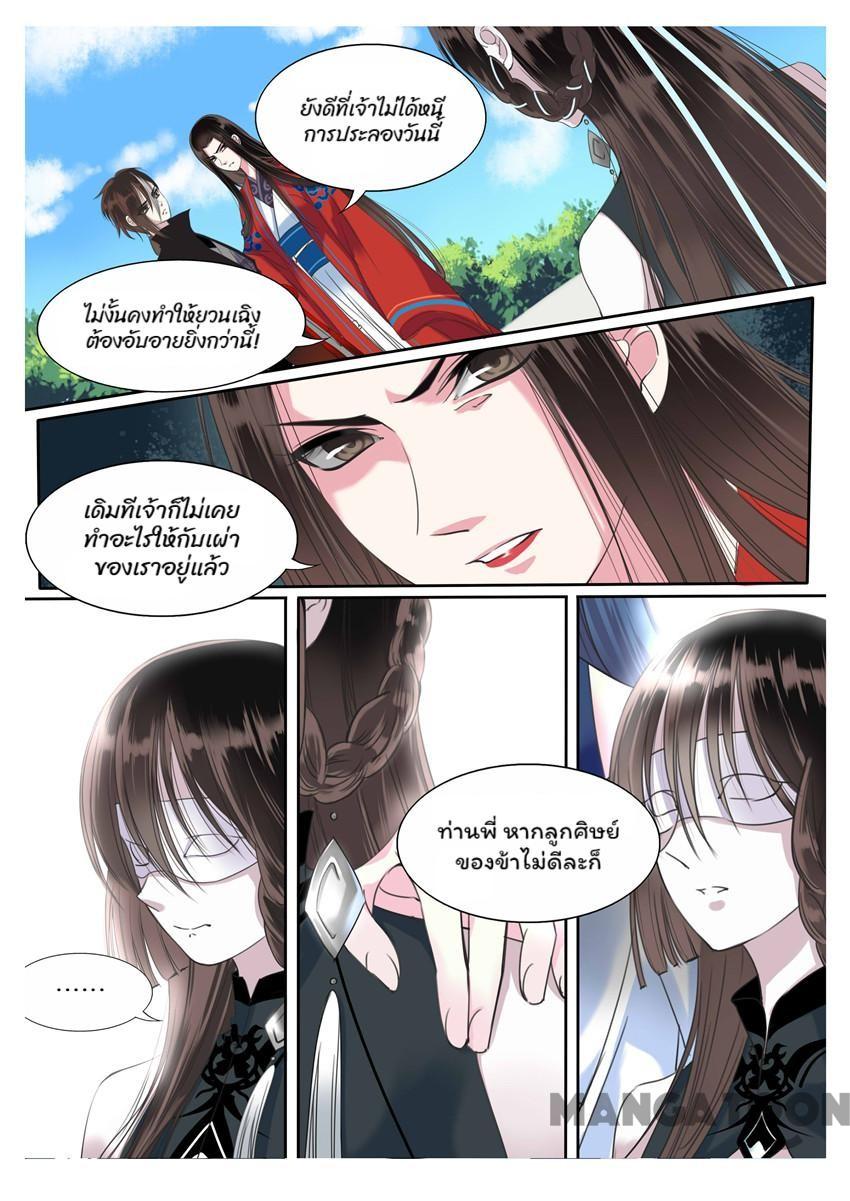 ยังดีที่เจ้าไม่ได้หนี
การประลองวันนี้
ไม่งั้นคงทำให้ยวนเฉิง
ต้องอับอายยิ่งกว่านี้!
เดิมทีเจ้าก็ไม่เคย
ทำอะไรให้กับเผ่า
ของเราอยู่แล้ว
ท่านพี่ หากลูกศิษย์
ของข้าไม่ดีละก็
......
MANGATOON